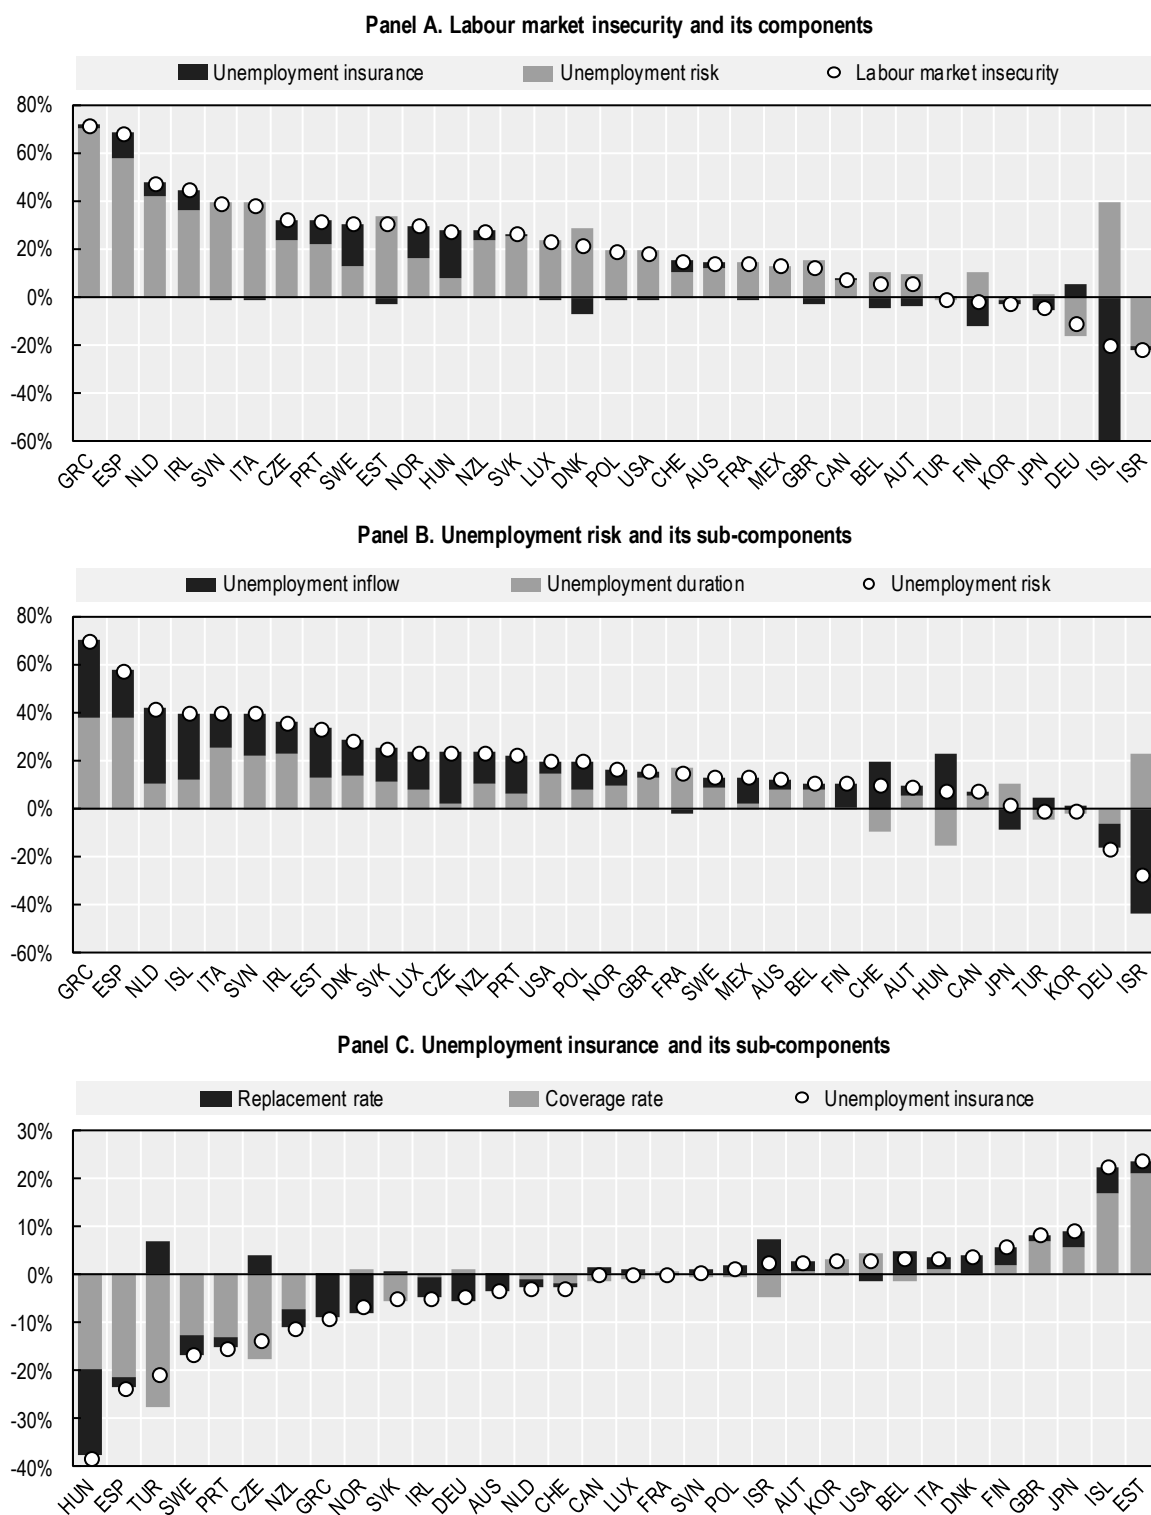 Panel A. Labour market insecurity and its components
Unemployment insurance Unemployment risk Labour market insecurity
80%
60%
40%
20%
0%
-20%
-40%
-60%
GRC ESP NLD IRL SVN ITA CZE PRT SWE EST NOR HUN NZL SVK LUX DNK POL USA CHE AUS FRA MEX GBR CAN BEL AUT TUR FIN KOR JPN DEU ISL ISR
Panel B. Unemployment risk and its sub-components
Unemployment inflow Unemployment duration Unemployment risk
80%
60%
40%
20%
0%
-20%
-40%
-60%
GRC ESP NLD ISL ITA SVN IRL EST DNK SVK LUX CZE NZL PRT USA POL NOR GBR FRA SWE MEX AUS BEL FIN CHE AUT HUN CAN JPN TUR KOR DEU ISR
Panel C. Unemployment insurance and its sub-components
Replacement rate Coverage rate Unemployment insurance
30%
20%
10%
0%
-10%
-20%
-30%
-40%
HUN ESP TUR SWE PRT CZE NZL GRC NOR SVK IRL DEU AUS NLD CHE CAN LUX FRA SVN POL ISR AUT KOR USA BEL ITA DNK FIN GBR JPN ISL EST